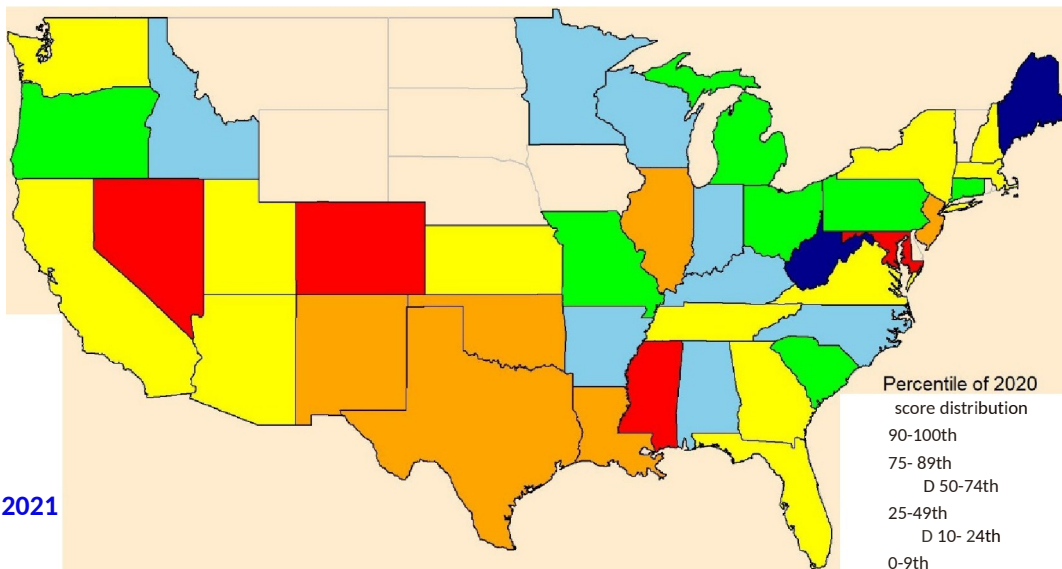 Percentile of 2020
score distribution
90-100th
75- 89th
D 50-74th
25-49th
D 10- 24th
0-9th
2021